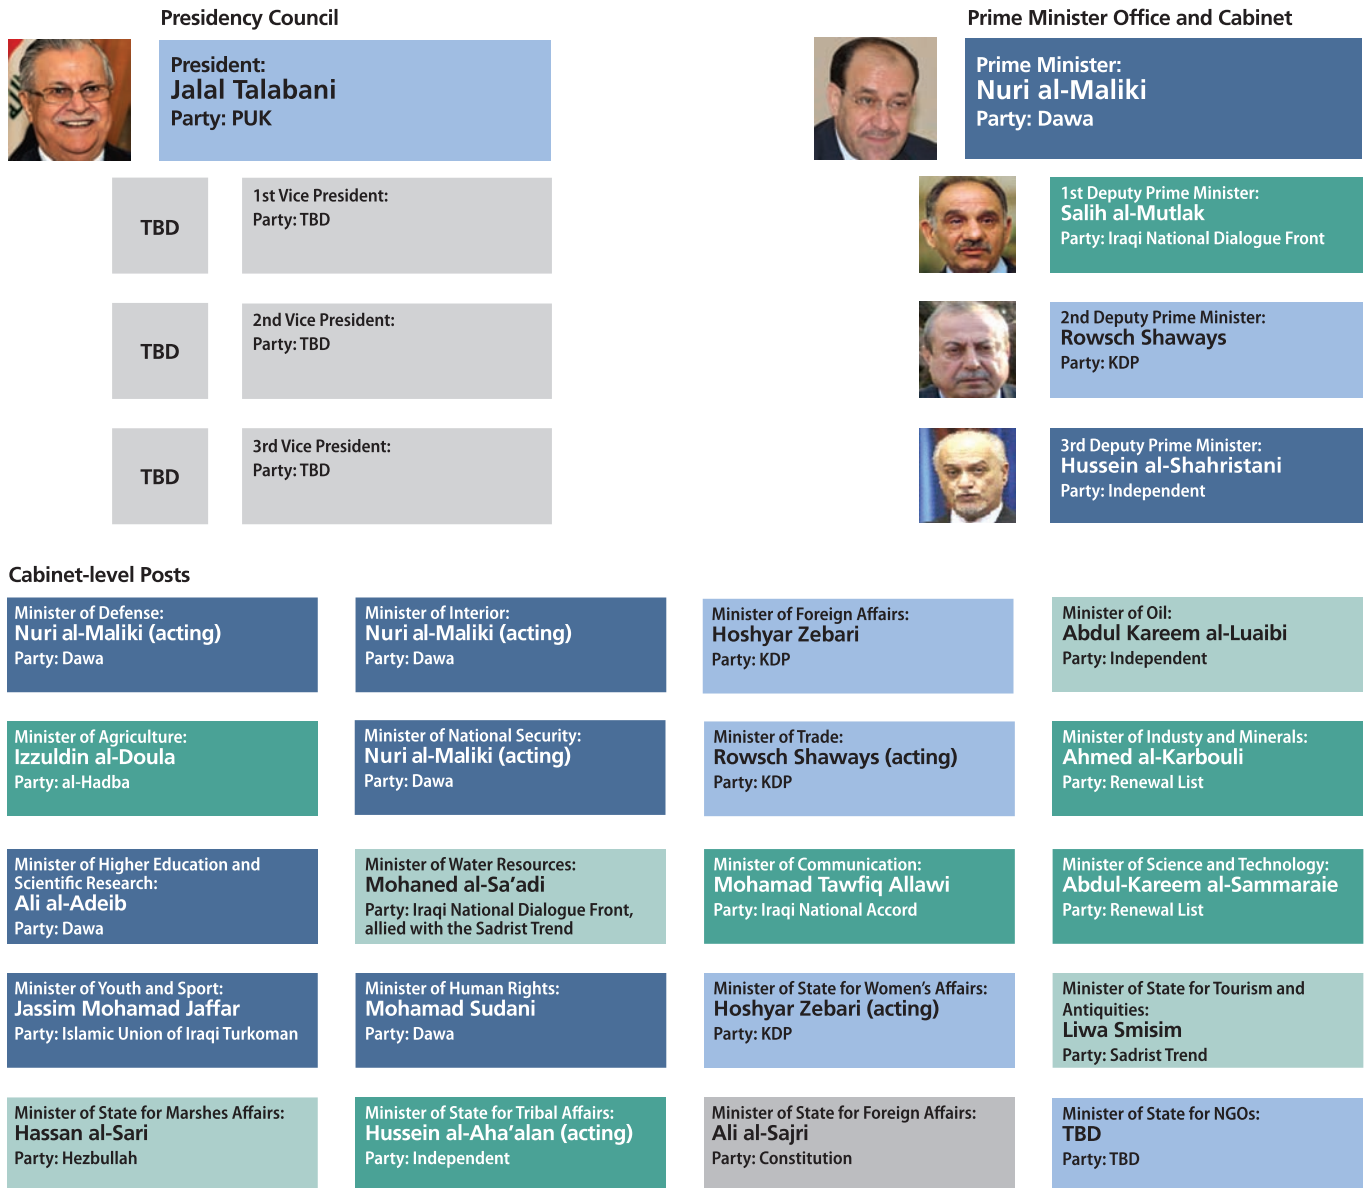 Presidency Council
President:
Jalal Talabani
Party: PUK
TBD
1st Vice President:
Party: TBD
TBD
2nd Vice President:
Party: TBD
TBD
3rd Vice President:
Party: TBD
Prime Minister Office and Cabinet
Prime Minister:
Nuri al-Maliki
Party: Dawa
1st Deputy Prime Minister:
Salih al-Mutlak
Party: Iraqi National Dialogue Front
2nd Deputy Prime Minister:
Rowsch Shaways
Party: KDP
3rd Deputy Prime Minister:
Hussein al-Shahristani
Party: Independent
Cabinet-level Posts
Minister of Defense:
Nuri al-Maliki (acting)
Party: Dawa
Minister of Interior:
Nuri al-Maliki (acting)
Party: Dawa
Minister of Foreign Affairs:
Hoshyar Zebari
Party: KDP
Minister of Oil:
Abdul Kareem al-Luaibi
Party: Independent
Minister of Agriculture:
Izzuldin al-Doula
Party: al-Hadba
Minister of National Security:
Nuri al-Maliki (acting)
Party: Dawa
Minister of Trade:
Rowsch Shaways (acting)
Party: KDP
Minister of Industy and Minerals:
Ahmed al-Karbouli
Party: Renewal List
Minister of Higher Education and
Scientific Research:
Ali al-Adeib
Party: Dawa
Minister of Water Resources:
Mohaned al-Sa’adi
Party: Iraqi National Dialogue Front,
allied with the Sadrist Trend
Minister of Communication:
Mohamad Tawfiq Allawi
Party: Iraqi National Accord
Minister of Science and Technology:
Abdul-Kareem al-Sammaraie
Party: Renewal List
Minister of Youth and Sport:
Jassim Mohamad Jaffar
Party: Islamic Union of Iraqi Turkoman
Minister of Human Rights:
Mohamad Sudani
Party: Dawa
Minister of State for Women’s Affairs:
Hoshyar Zebari (acting)
Party: KDP
Minister of State for Tourism and
Antiquities:
Liwa Smisim
Party: Sadrist Trend
Minister of State for Marshes Affairs:
Hassan al-Sari
Party: Hezbullah
Minister of State for Tribal Affairs:
Hussein al-Aha’alan (acting)
Party: Independent
Minister of State for Foreign Affairs:
Ali al-Sajri
Party: Constitution
Minister of State for NGOs:
TBD
Party: TBD